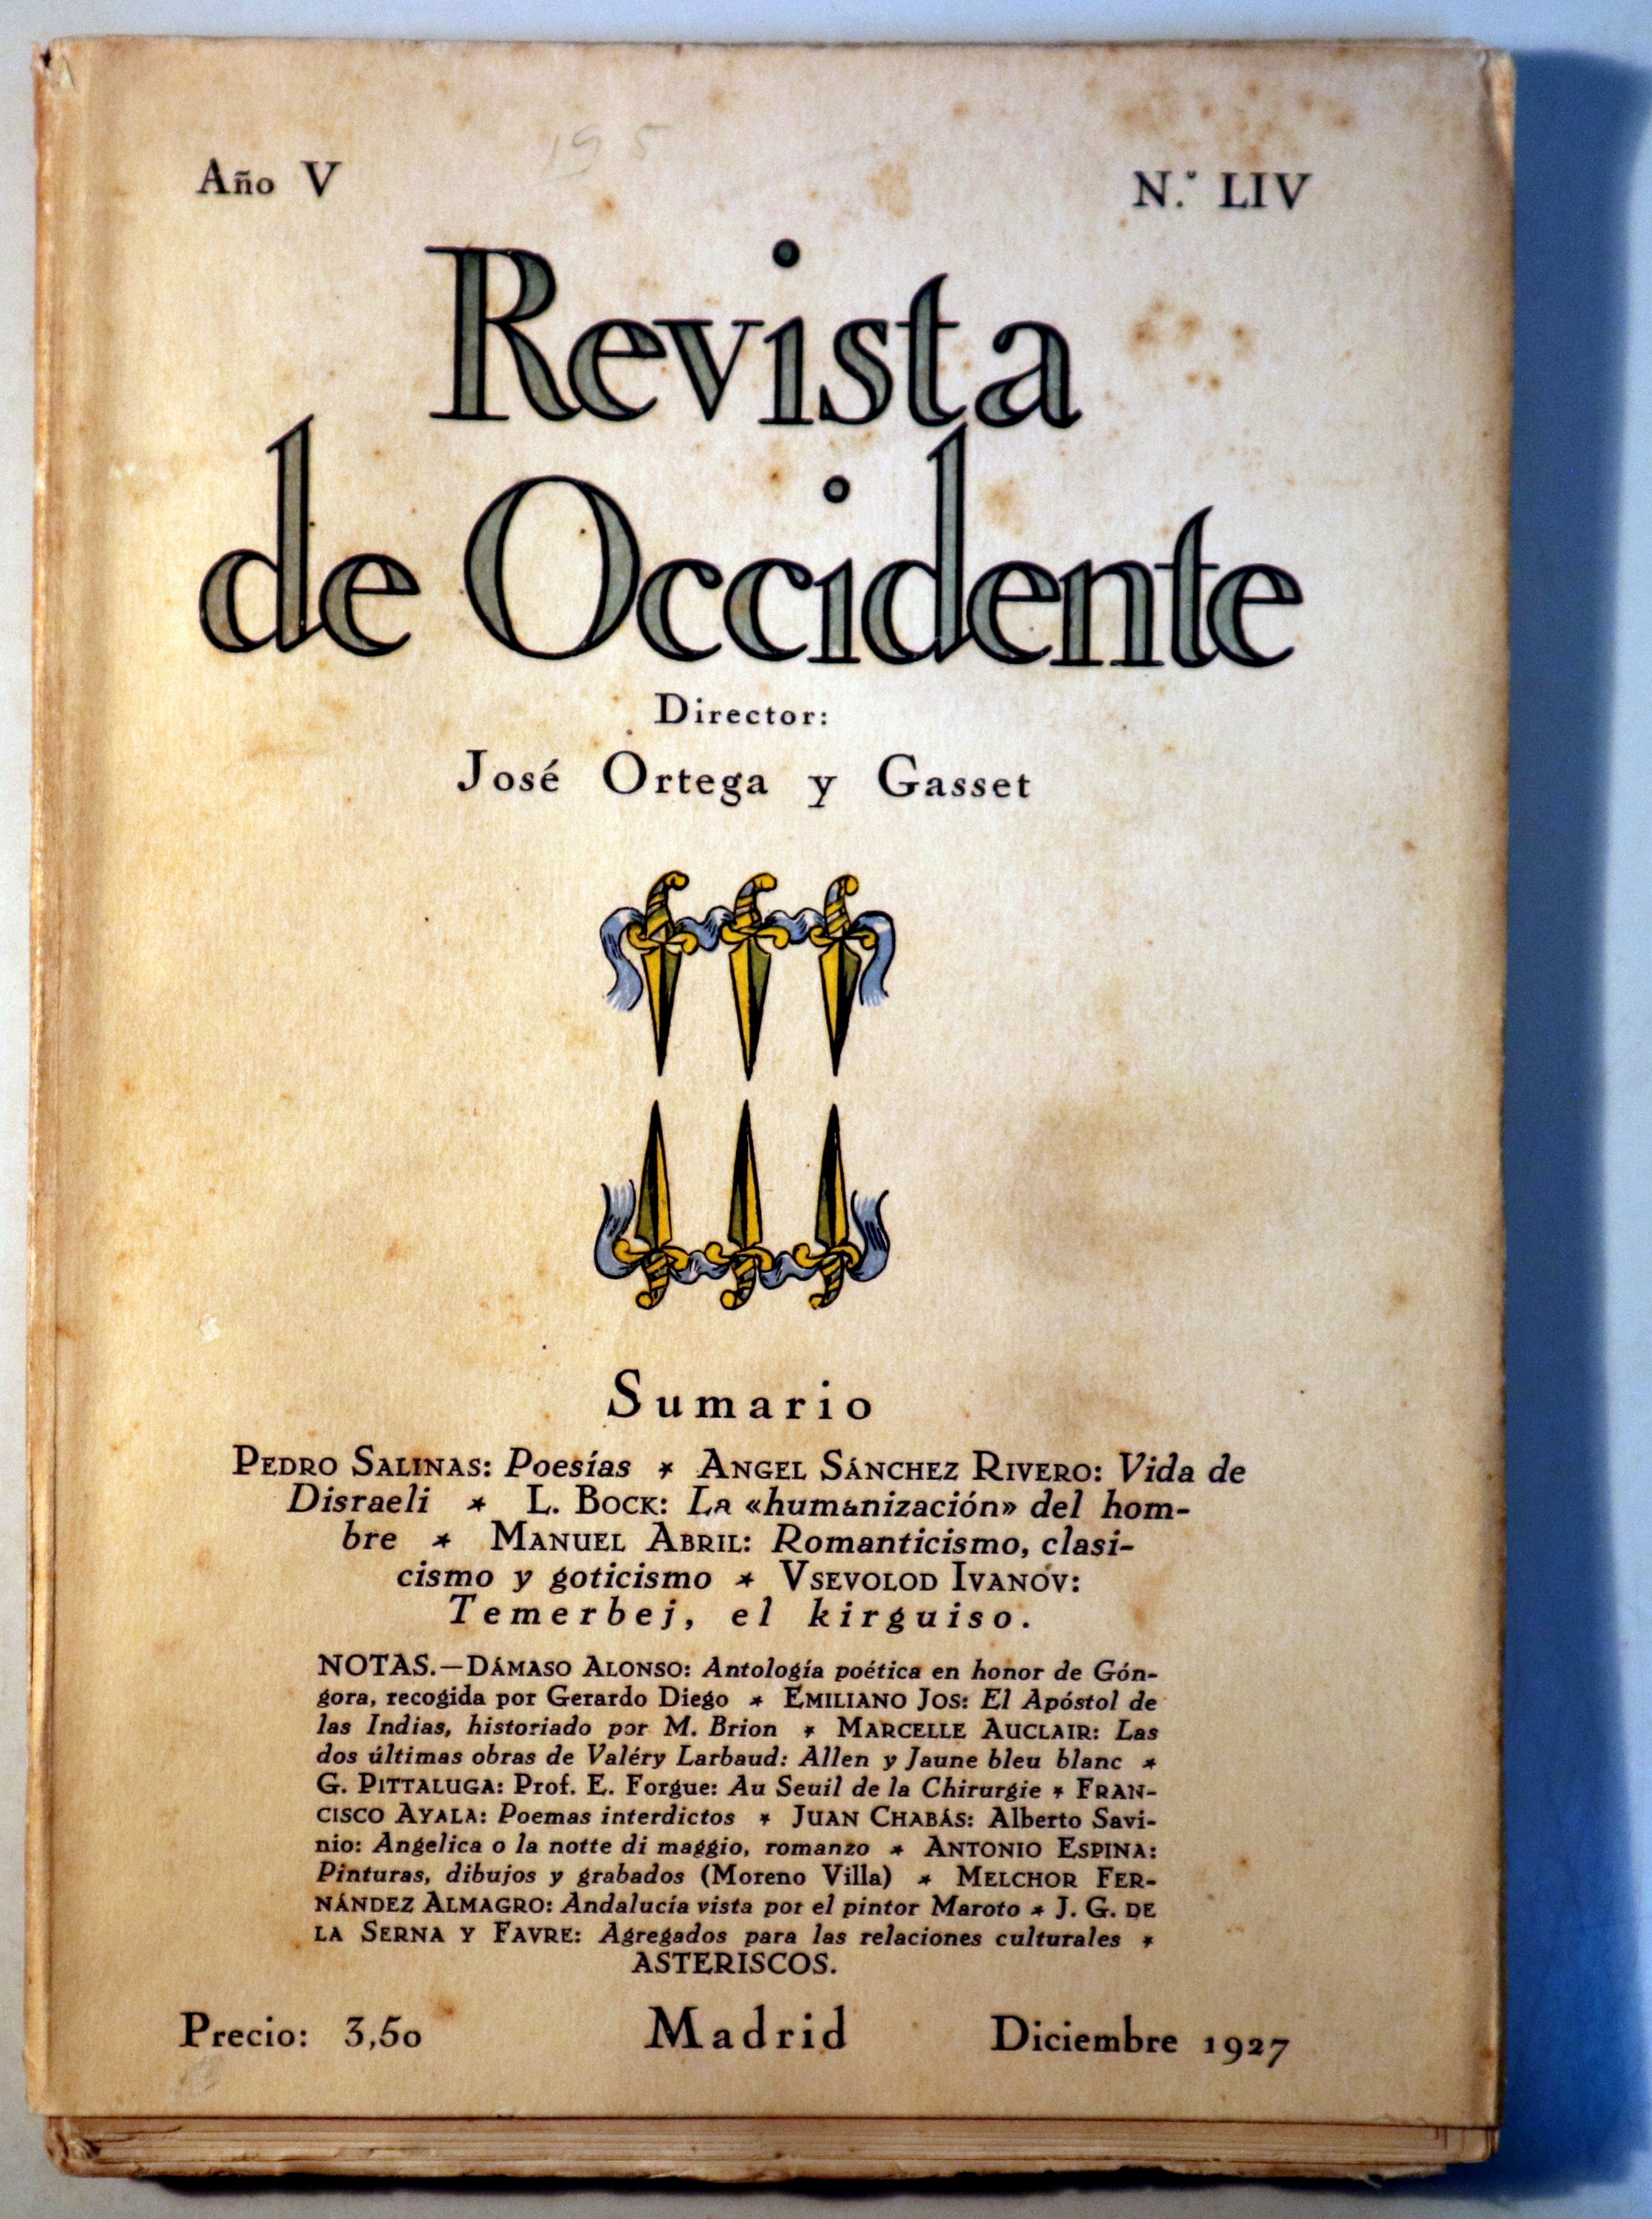 195
Año V
N.º LIV
Revista
de Occidente
Director:
José Ortega y Gasset
Sumario
PEDRO SALINAS: Poesías * ANGEL SÁNCHEZ RIVERO: Vida de
Disraeli * L. BOCK: La «humanización» del hom-
bre * MANUEL ABRIL: Romanticismo, clasi-
cismo y goticismo * VSEVOLOD IVANOV:
Temerbej, el kirguiso.
NOTAS.—DÁMASO ALONSO: Antología poética en honor de Gón-
gora, recogida por Gerardo Diego * EMILIANO JOS: El Apóstol de
las Indias, historiado por M. Brion * MARCELLE AUCLAIR: Las
dos últimas obras de Valéry Larbaud: Allen y Jaune bleu blanc *
G. PITTALUGA: Prof. E. Forgue: Au Seuil de la Chirurgie * FRAN-
CISCO AYALA: Poemas interdictos * JUAN CHABÁS: Alberto Savi-
nio: Angelica o la notte di maggio, romanzo * ANTONIO ESPINA:
Pinturas, dibujos y grabados (Moreno Villa) * MELCHOR FER-
NÁNDEZ ALMAGRO: Andalucía vista por el pintor Maroto * J. G. DE
LA SERNA Y FAVRE: Agregados para las relaciones culturales *
ASTERISCOS.
Precio: 3,50
Madrid
Diciembre 1927